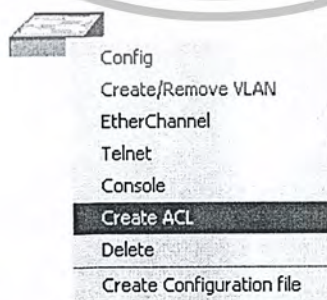 Config
Create/Remove VLAN
EtherChannel
Telnet
Console
Create ACL
Delete
Create Configuration file